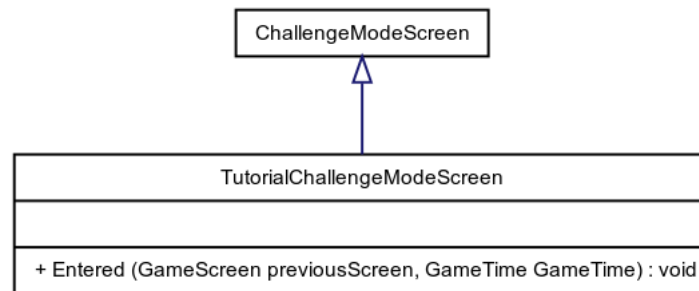 ChallengeModeScreen
TutorialChallengeModeScreen
+ Entered (GameScreen previousScreen, GameTime GameTime) : void